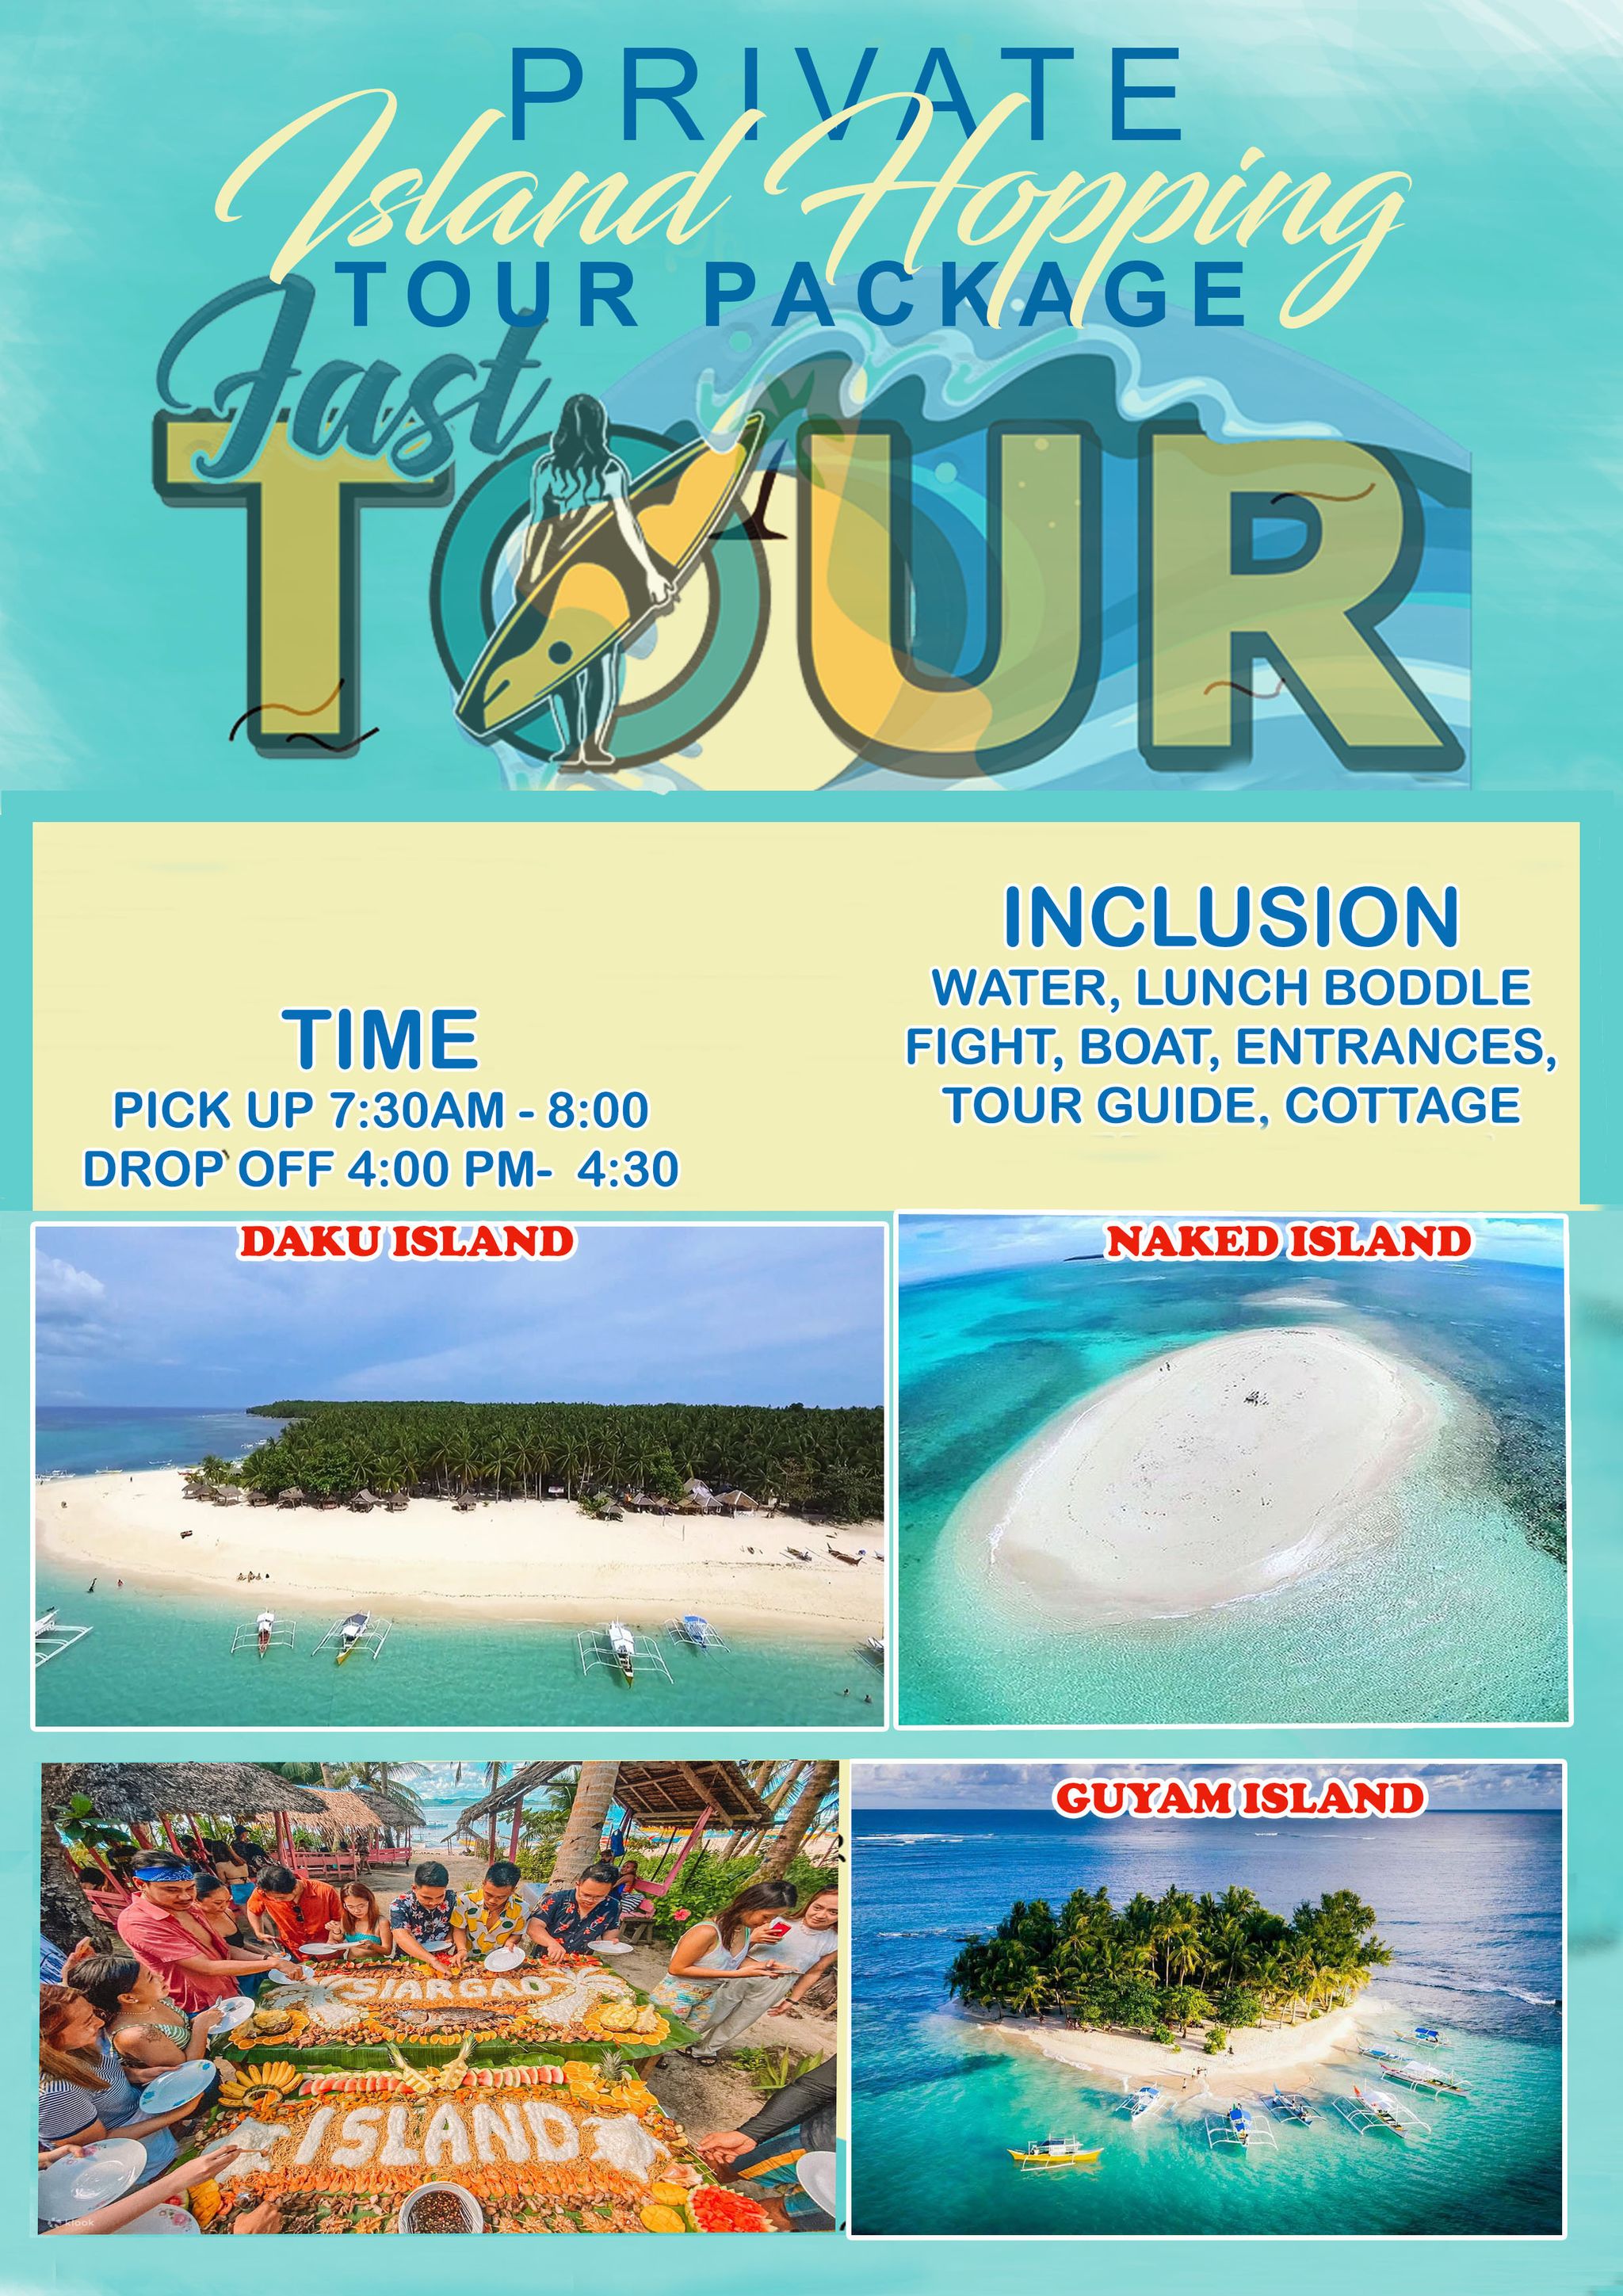 PRIVATE
Island Hopping
TOUR PACKAGE
Fast
TOUR
INCLUSION
WATER, LUNCH BODDLE
FIGHT, BOAT, ENTRANCES,
TOUR GUIDE, COTTAGE
TIME
PICK UP 7:30AM - 8:00
DROP OFF 4:00 PM- 4:30
DAKU ISLAND
NAKED ISLAND
SIARGAO
ISLAND
klook
GUYAM ISLAND